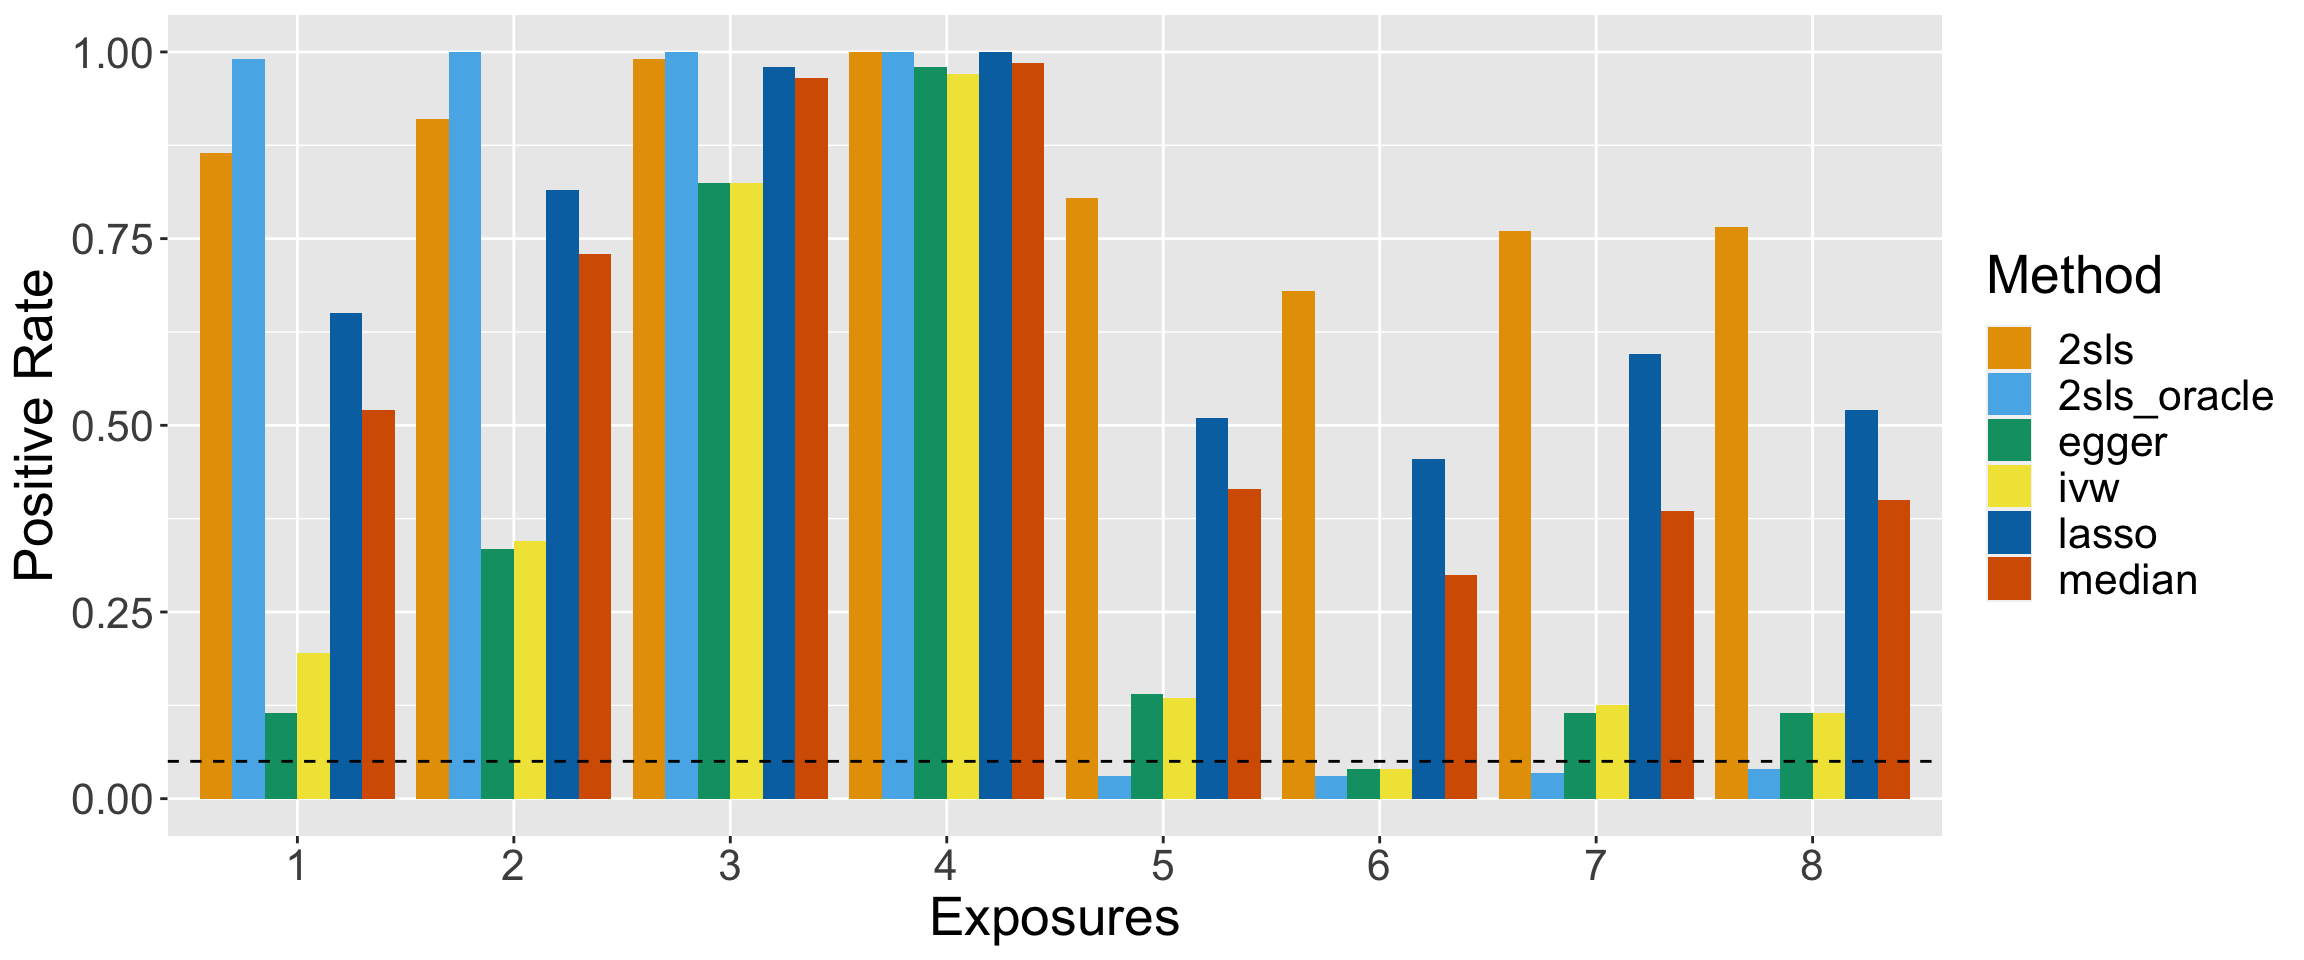 Positive Rate
1.00
0.75
0.50
0.25
0.00
1 2 3 4 5 6 7 8
Exposures
Method
2sls
2sls_oracle
egger
ivw
lasso
median